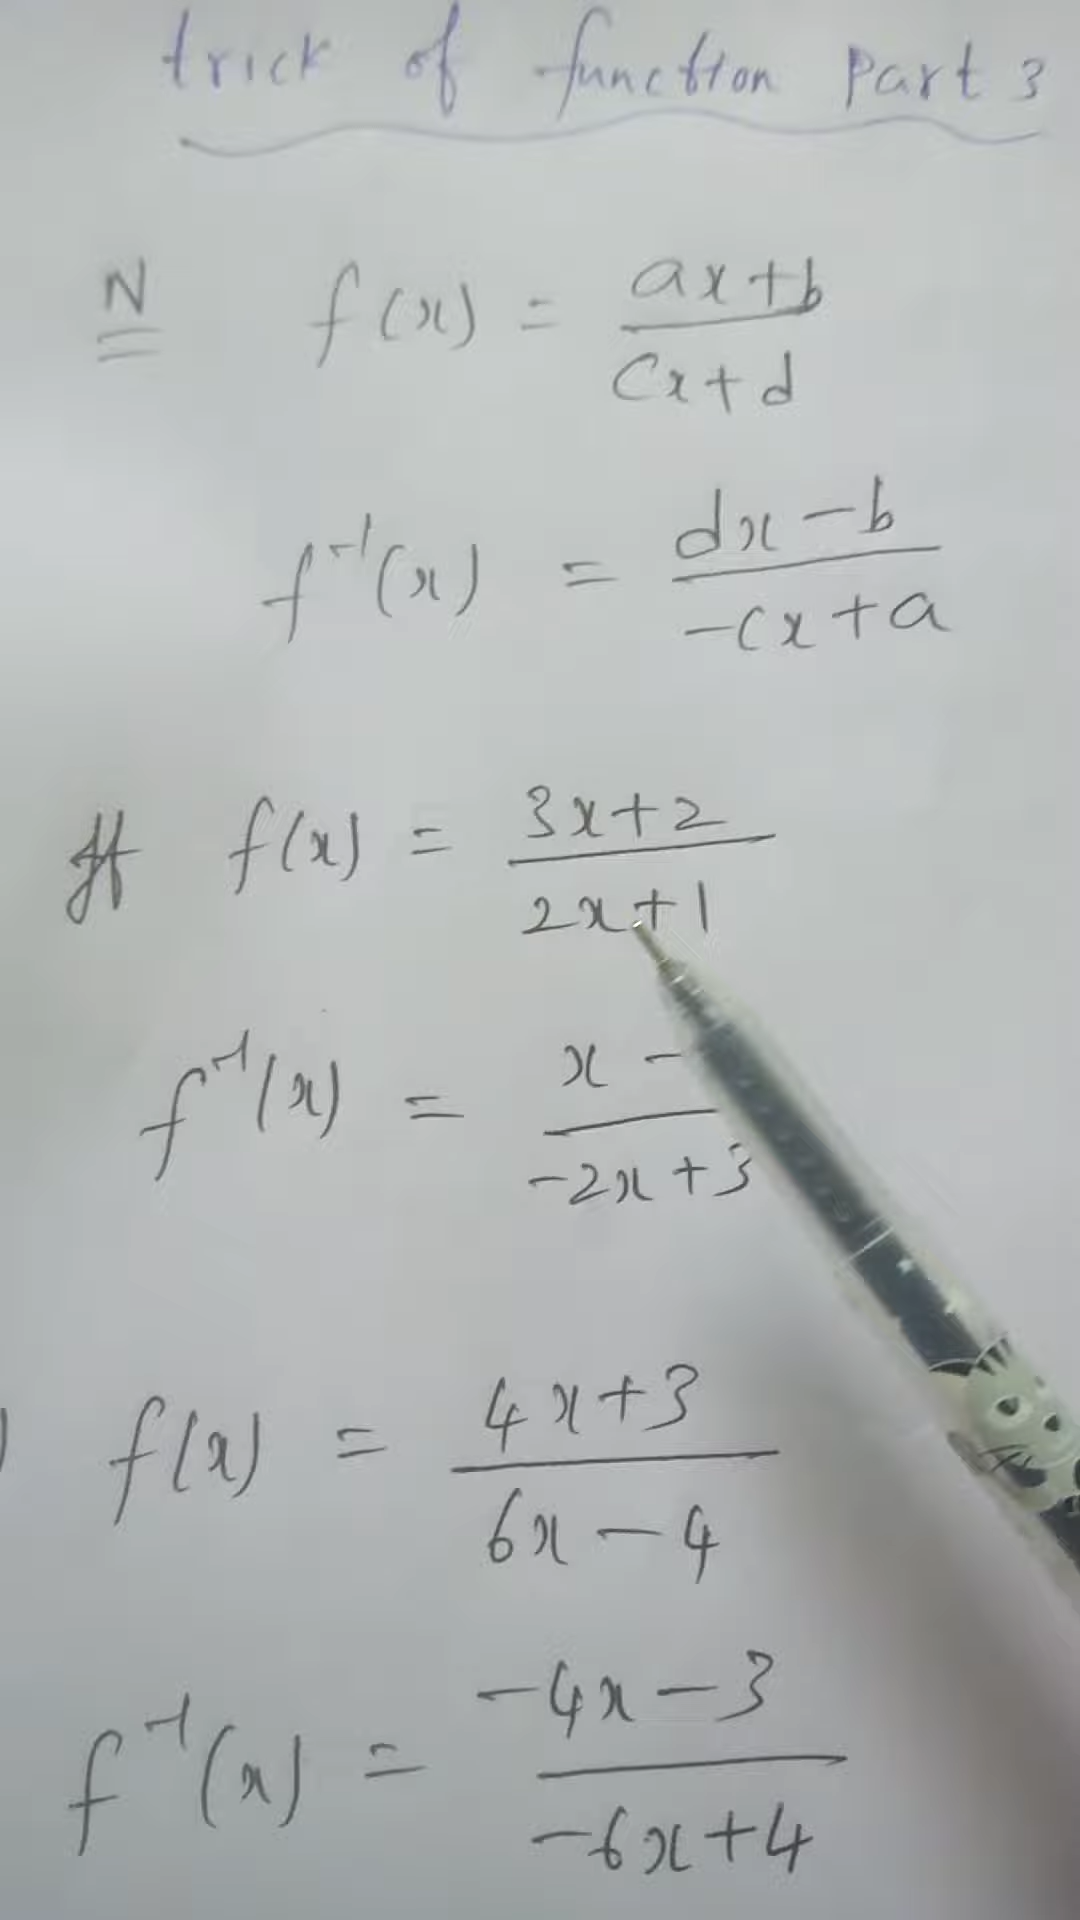 trick of function Part 3
N f(x) = ax+b / cx+d
f⁻¹(x) = dx-b / -cx+a
If f(x) = 3x+2 / 2x+1
f⁻¹(x) = x - / -2x+3
f(x) = 4x+3 / 6x-4
f⁻¹(x) = -4x-3 / -6x+4